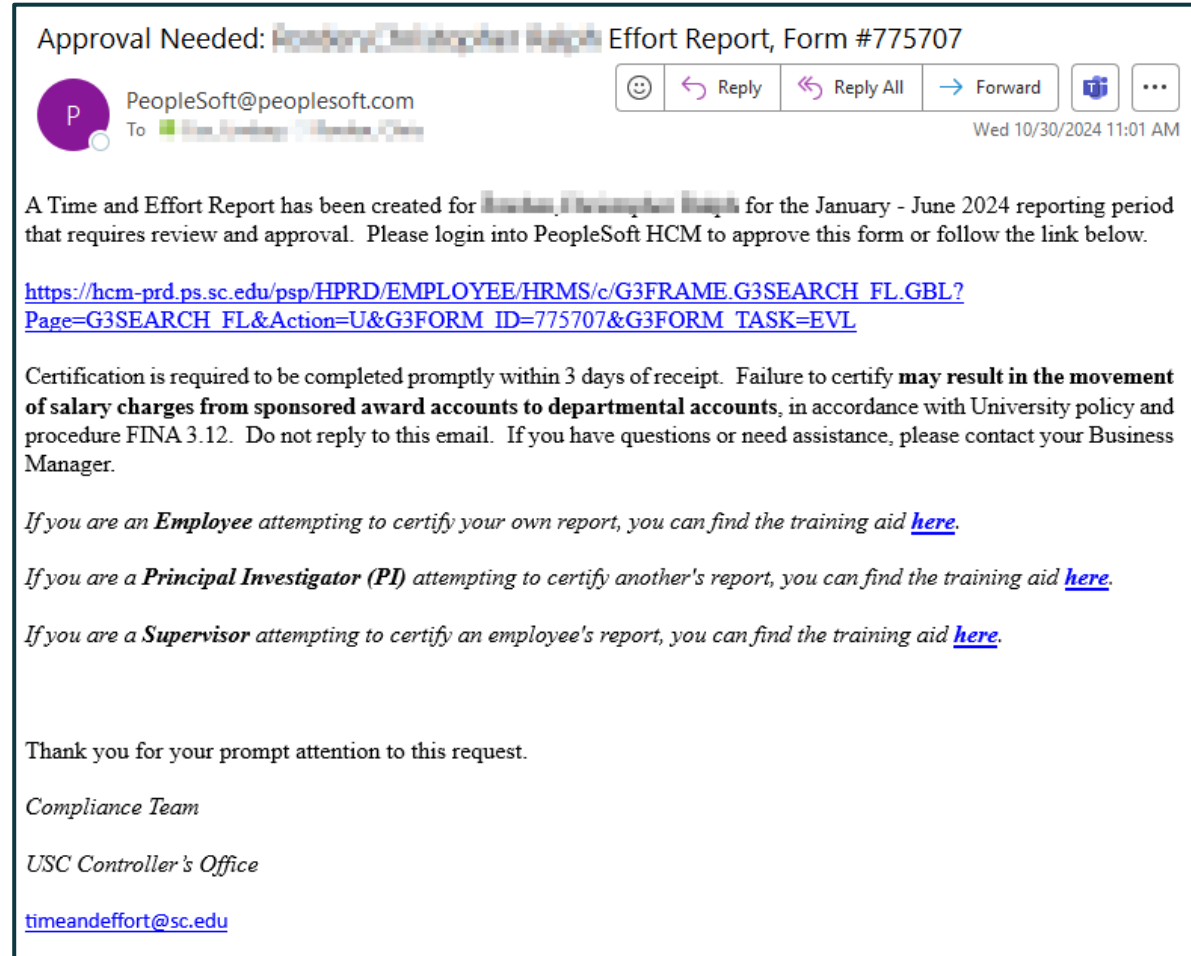 Approval Needed: Effort Report, Form #775707
Reply
Reply All
Forward
P
PeopleSoft@peoplesoft.com
To
Wed 10/30/2024 11:01 AM
A Time and Effort Report has been created for for the January - June 2024 reporting period
that requires review and approval. Please login into PeopleSoft HCM to approve this form or follow the link below.
https://hcm-prd.ps.sc.edu/psp/HPRD/EMPLOYEE/HRMS/c/G3FRAME.G3SEARCH_FL.GBL?
Page=G3SEARCH_FL&Action=U&G3FORM_ID=775707&G3FORM_TASK=EVL
Certification is required to be completed promptly within 3 days of receipt. Failure to certify may result in the movement
of salary charges from sponsored award accounts to departmental accounts, in accordance with University policy and
procedure FINA 3.12. Do not reply to this email. If you have questions or need assistance, please contact your Business
Manager.
If you are an Employee attempting to certify your own report, you can find the training aid here.
If you are a Principal Investigator (PI) attempting to certify another's report, you can find the training aid here.
If you are a Supervisor attempting to certify an employee's report, you can find the training aid here.
Thank you for your prompt attention to this request.
Compliance Team
USC Controller's Office
timeandeffort@sc.edu